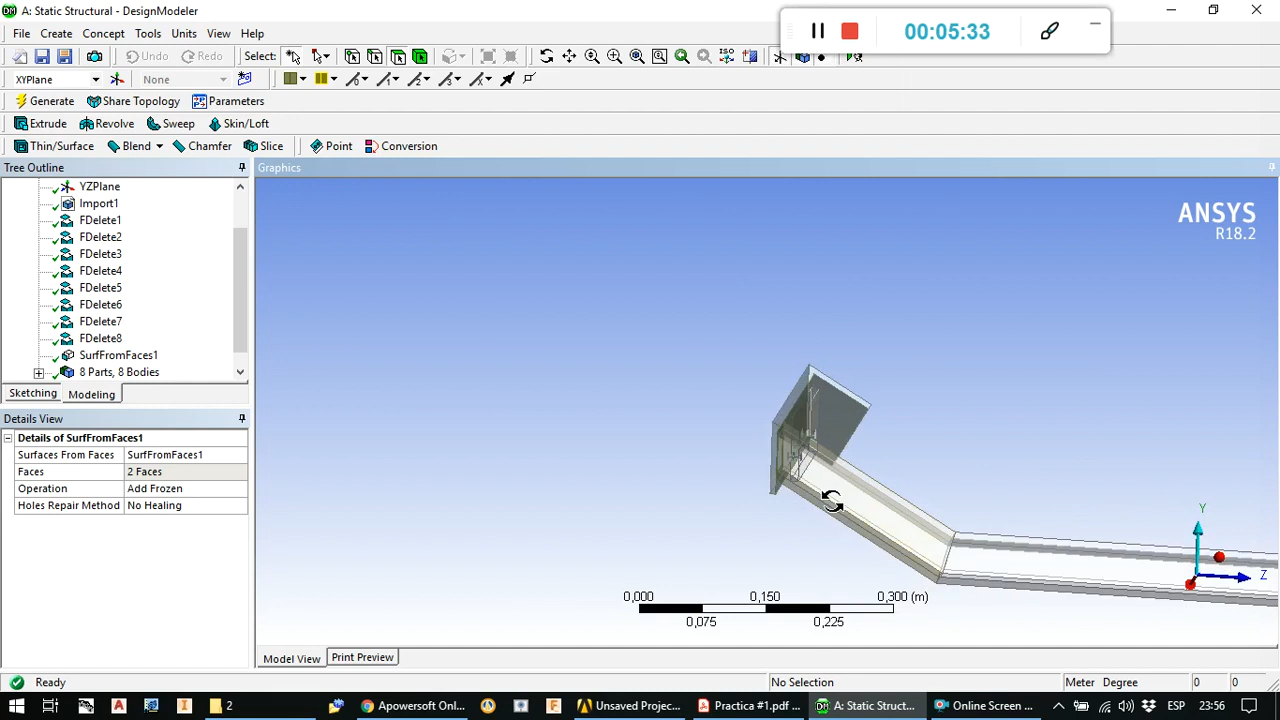 A: Static Structural - DesignModeler
00:05:33
File Create Concept Tools Units View Help
Undo Redo Select:
XYPlane None
Generate Share Topology Parameters
Extrude Revolve Sweep Skin/Loft
Thin/Surface Blend Chamfer Slice Point Conversion
Tree Outline
YZPlane
Import1
FDelete1
FDelete2
FDelete3
FDelete4
FDelete5
FDelete6
FDelete7
FDelete8
SurfFromFaces1
8 Parts, 8 Bodies
Sketching Modeling
Details View
Details of SurfFromFaces1
Surfaces From Faces SurfFromFaces1
Faces 2 Faces
Operation Add Frozen
Holes Repair Method No Healing
Graphics
ANSYS
R18.2
Y
Z
0,000 0,150 0,300 (m)
0,075 0,225
Model View Print Preview
Ready No Selection Meter Degree 0 0
2 Apowersoft Onl... Unsaved Projec... Practica #1.pdf ... A: Static Struct... Online Screen ... ESP 23:56